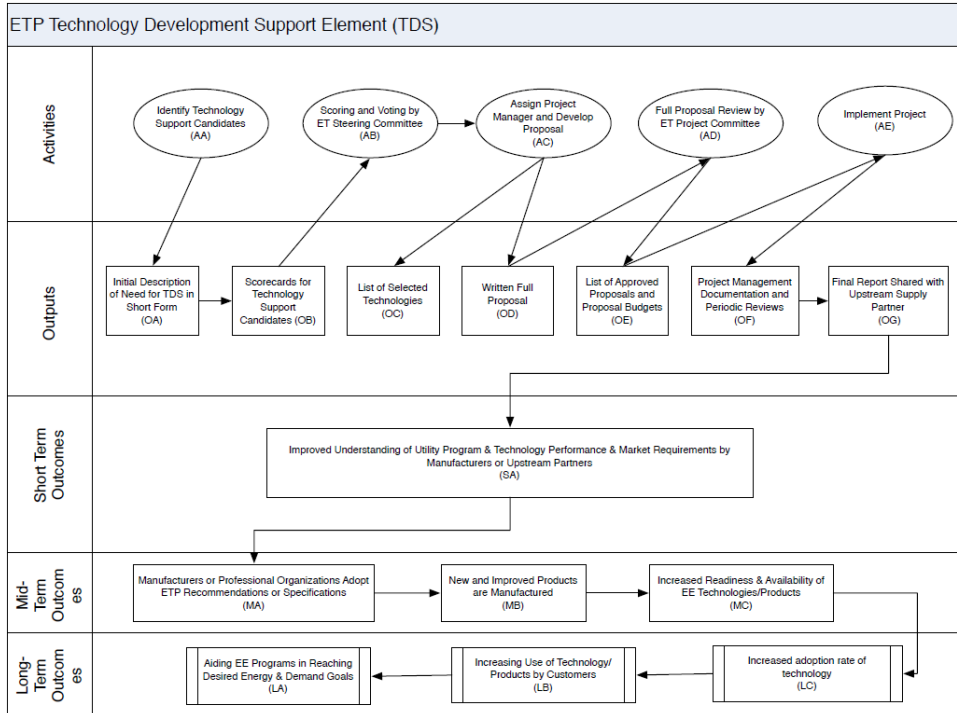 ETP Technology Development Support Element (TDS)
Activities
Identify Technology
Support Candidates
(AA)
Scoring and Voting by
ET Steering Committee
(AB)
Assign Project
Manager and Develop
Proposal
(AC)
Full Proposal Review by
ET Project Committee
(AD)
Implement Project
(AE)
Outputs
Initial Description
of Need for TDS in
Short Form
(OA)
Scorecards for
Technology
Support
Candidates (OB)
List of Selected
Technologies
(OC)
Written Full
Proposal
(OD)
List of Approved
Proposals and
Proposal Budgets
(OE)
Project Management
Documentation and
Periodic Reviews
(OF)
Final Report Shared with
Upstream Supply
Partner
(OG)
Short Term
Outcomes
Improved Understanding of Utility Program & Technology Performance & Market Requirements by
Manufacturers or Upstream Partners
(SA)
Mid-
Term
Outcom
es
Manufacturers or Professional Organizations Adopt
ETP Recommendations or Specifications
(MA)
New and Improved Products
are Manufactured
(MB)
Increased Readiness & Availability of
EE Technologies/Products
(MC)
Long-
Term
Outcom
es
Aiding EE Programs in Reaching
Desired Energy & Demand Goals
(LA)
Increasing Use of Technology/
Products by Customers
(LB)
Increased adoption rate of
technology
(LC)